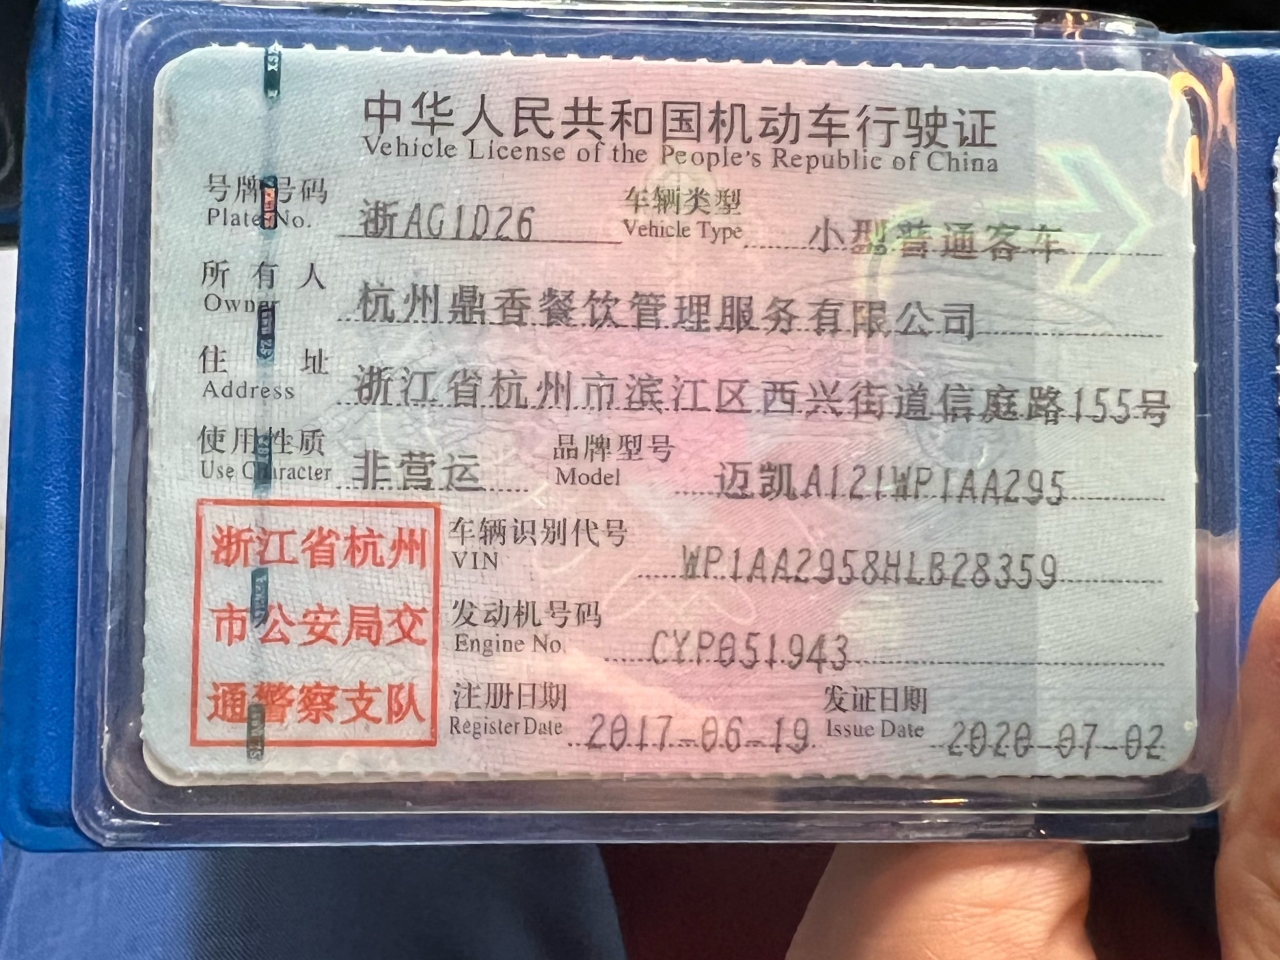 中华人民共和国机动车行驶证
Vehicle License of the People's Republic of China
号牌号码 浙AG1D26 车辆类型 小型普通客车
Plate No. Vehicle Type
所有人 杭州鼎香餐饮管理服务有限公司
Owner
住址 浙江省杭州市滨江区西兴街道信庭路155号
Address
使用性质 非营运 品牌型号 迈凯A121WP1AA295
Use Character Model
浙江省杭州
市公安局交
通警察支队
车辆识别代号 WP1AA2958HLB28359
VIN
发动机号码 CYP051943
Engine No.
注册日期 2017-06-19 发证日期 2020-07-02
Register Date Issue Date